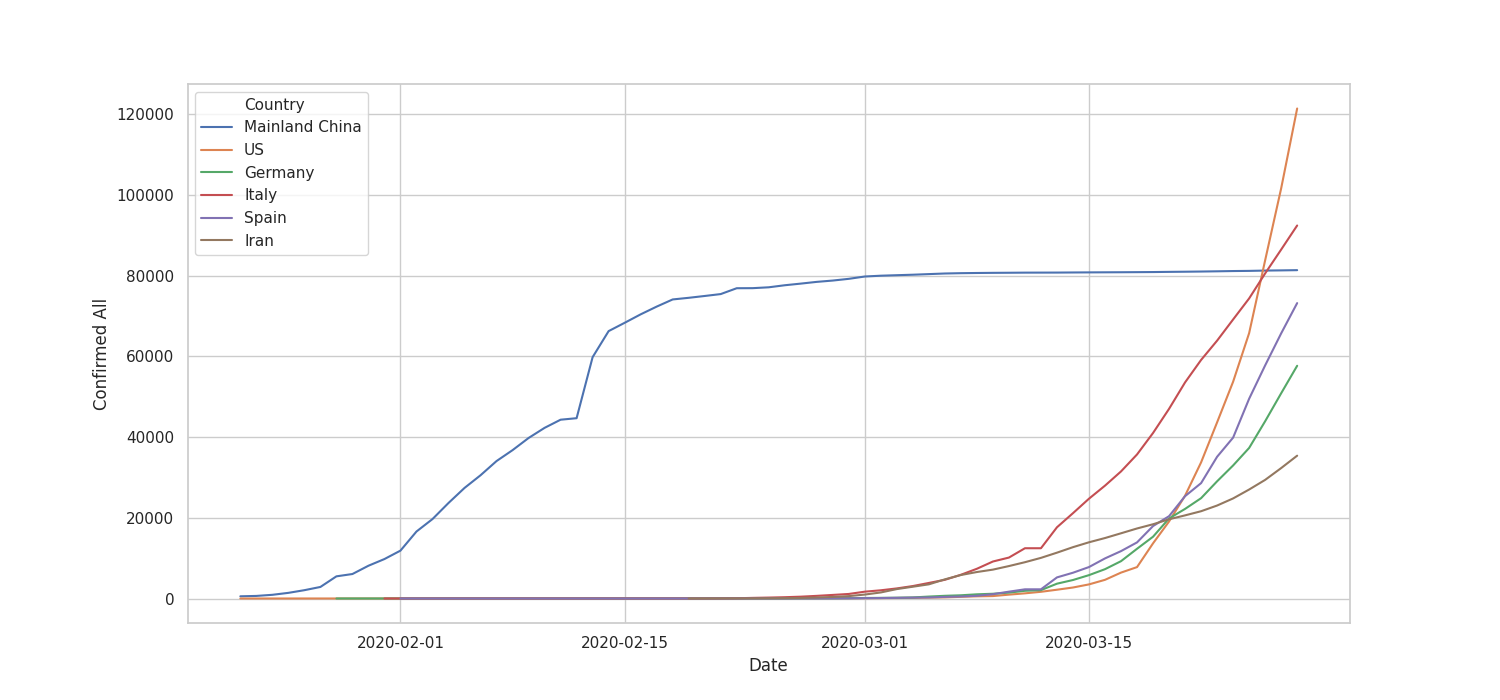 Country
Mainland China
US
Germany
Italy
Spain
Iran
120000
100000
80000
60000
40000
20000
0
Confirmed All
2020-02-01
2020-02-15
2020-03-01
2020-03-15
Date